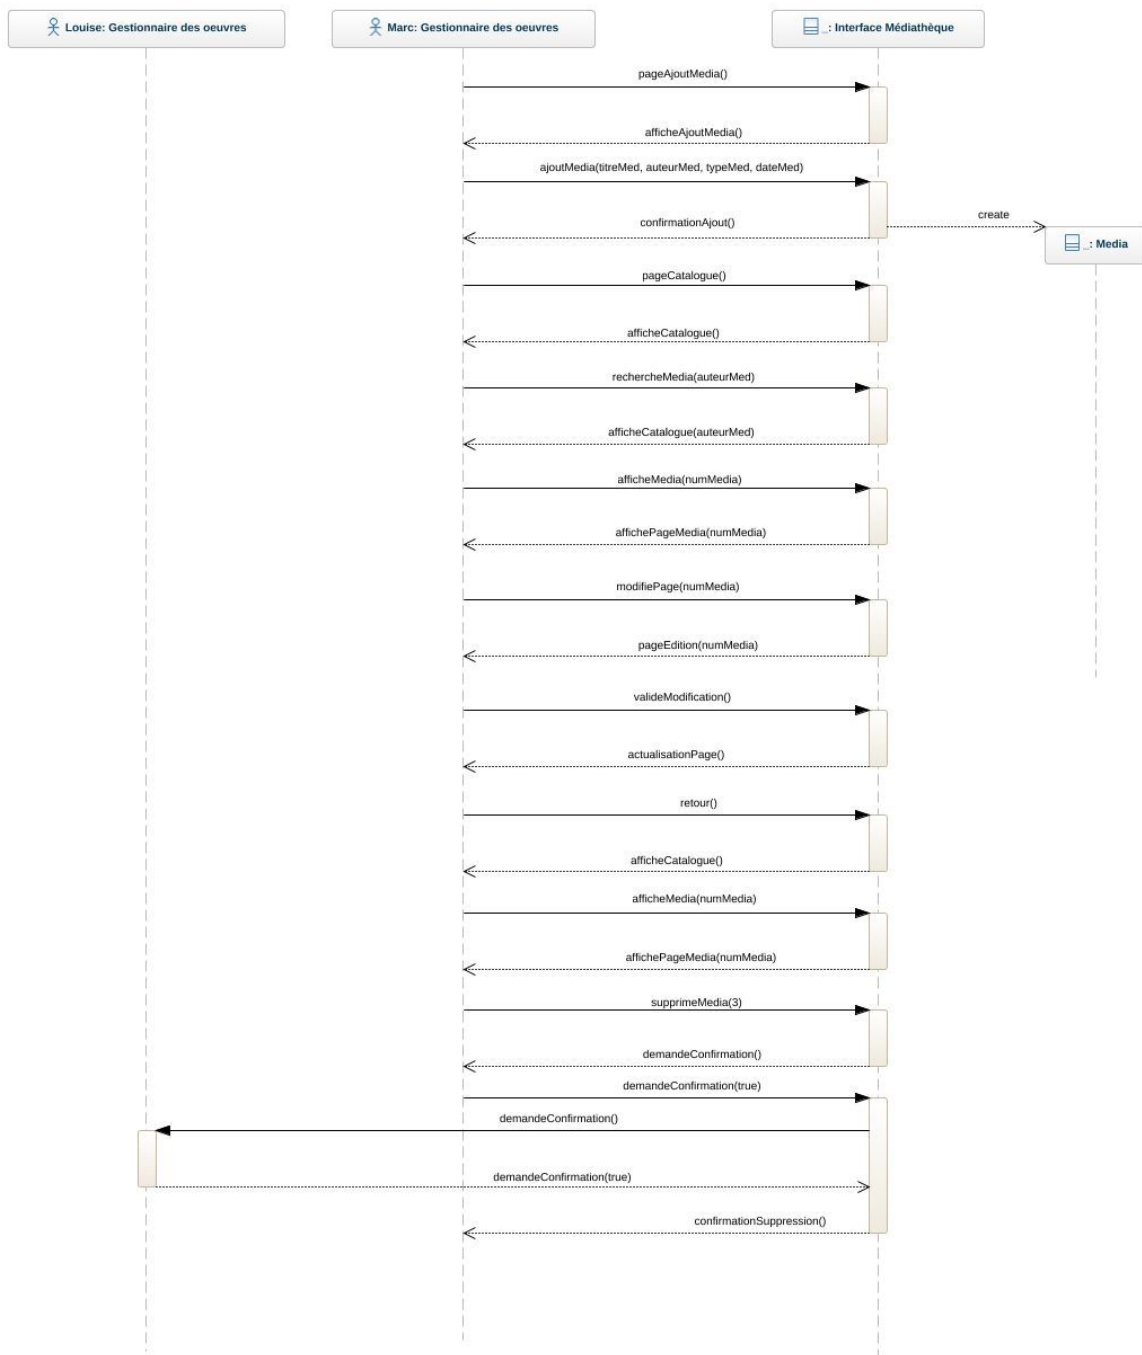 Louise: Gestionnaire des oeuvres
Marc: Gestionnaire des oeuvres
_: Interface Médiathèque
pageAjoutMedia()
afficheAjoutMedia()
ajoutMedia(titreMed, auteurMed, typeMed, dateMed)
create
confirmationAjout()
_: Media
pageCatalogue()
afficheCatalogue()
rechercheMedia(auteurMed)
afficheCatalogue(auteurMed)
afficheMedia(numMedia)
affichePageMedia(numMedia)
modifiePage(numMedia)
pageEdition(numMedia)
valideModification()
actualisationPage()
retour()
afficheCatalogue()
afficheMedia(numMedia)
affichePageMedia(numMedia)
supprimeMedia(3)
demandeConfirmation()
demandeConfirmation(true)
demandeConfirmation()
demandeConfirmation(true)
confirmationSuppression()